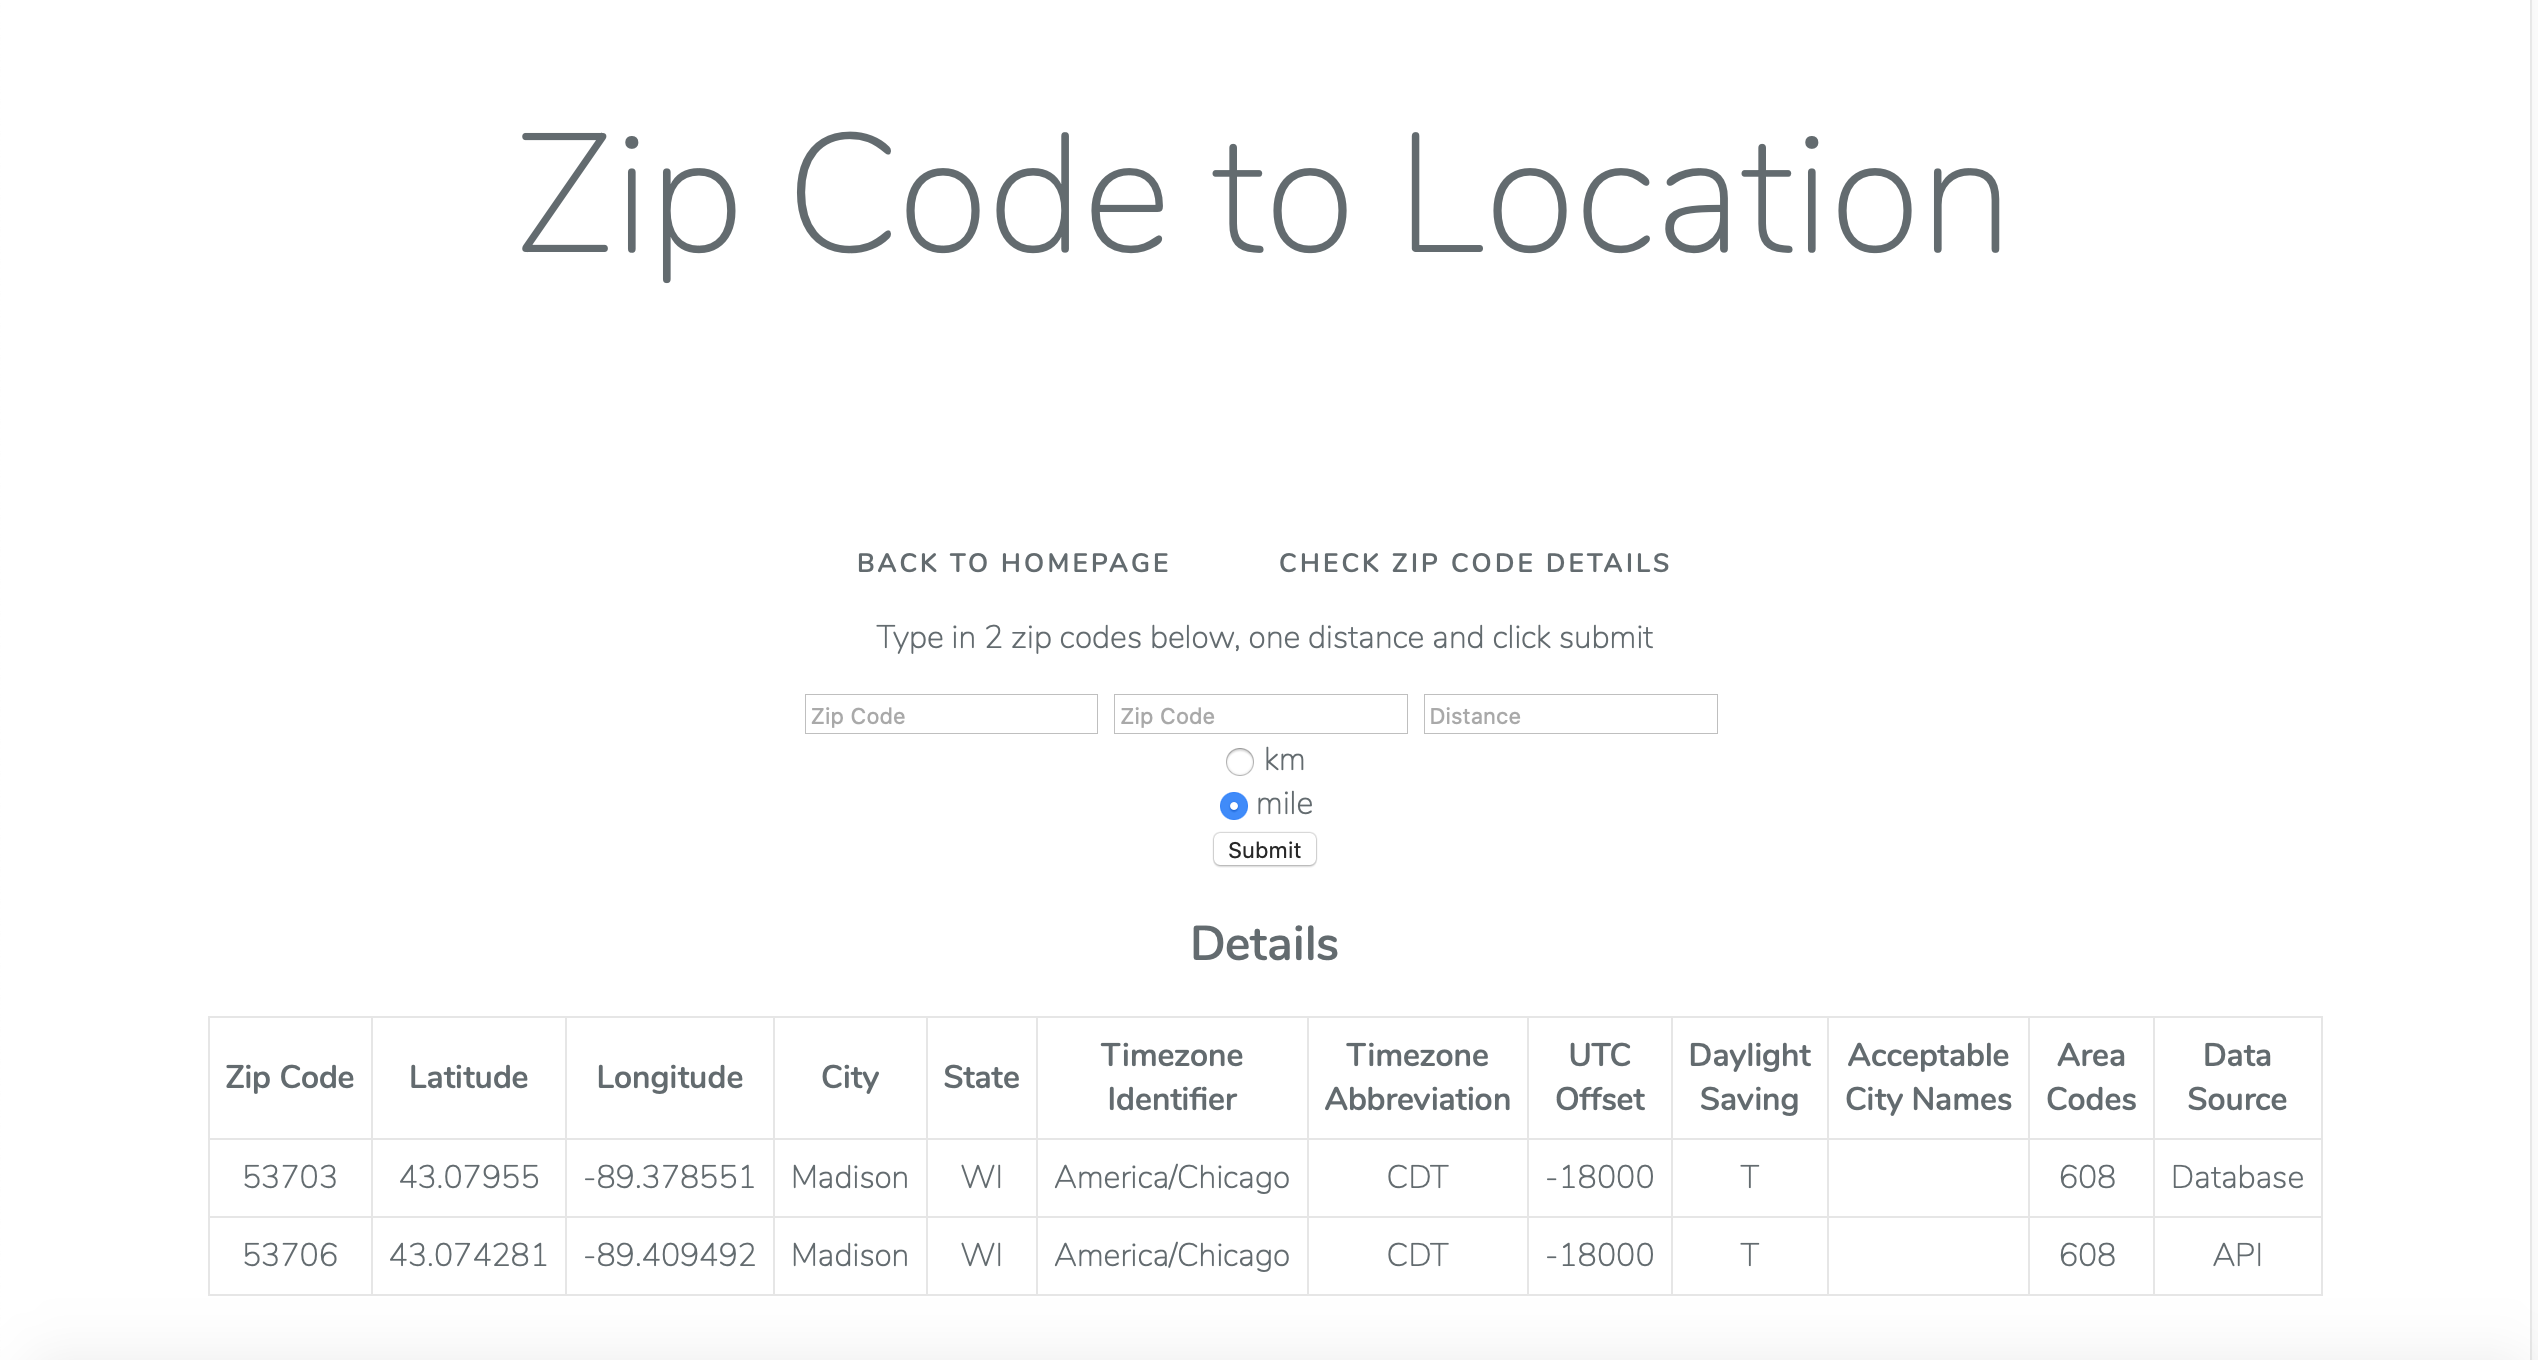 Zip Code to Location
BACK TO HOMEPAGE CHECK ZIP CODE DETAILS
Type in 2 zip codes below, one distance and click submit
Zip Code Zip Code Distance
km
mile
Submit
Details
Zip Code Latitude Longitude City State Timezone Identifier Timezone Abbreviation UTC Offset Daylight Saving Acceptable City Names Area Codes Data Source
53703 43.07955 -89.378551 Madison WI America/Chicago CDT -18000 T 608 Database
53706 43.074281 -89.409492 Madison WI America/Chicago CDT -18000 T 608 API